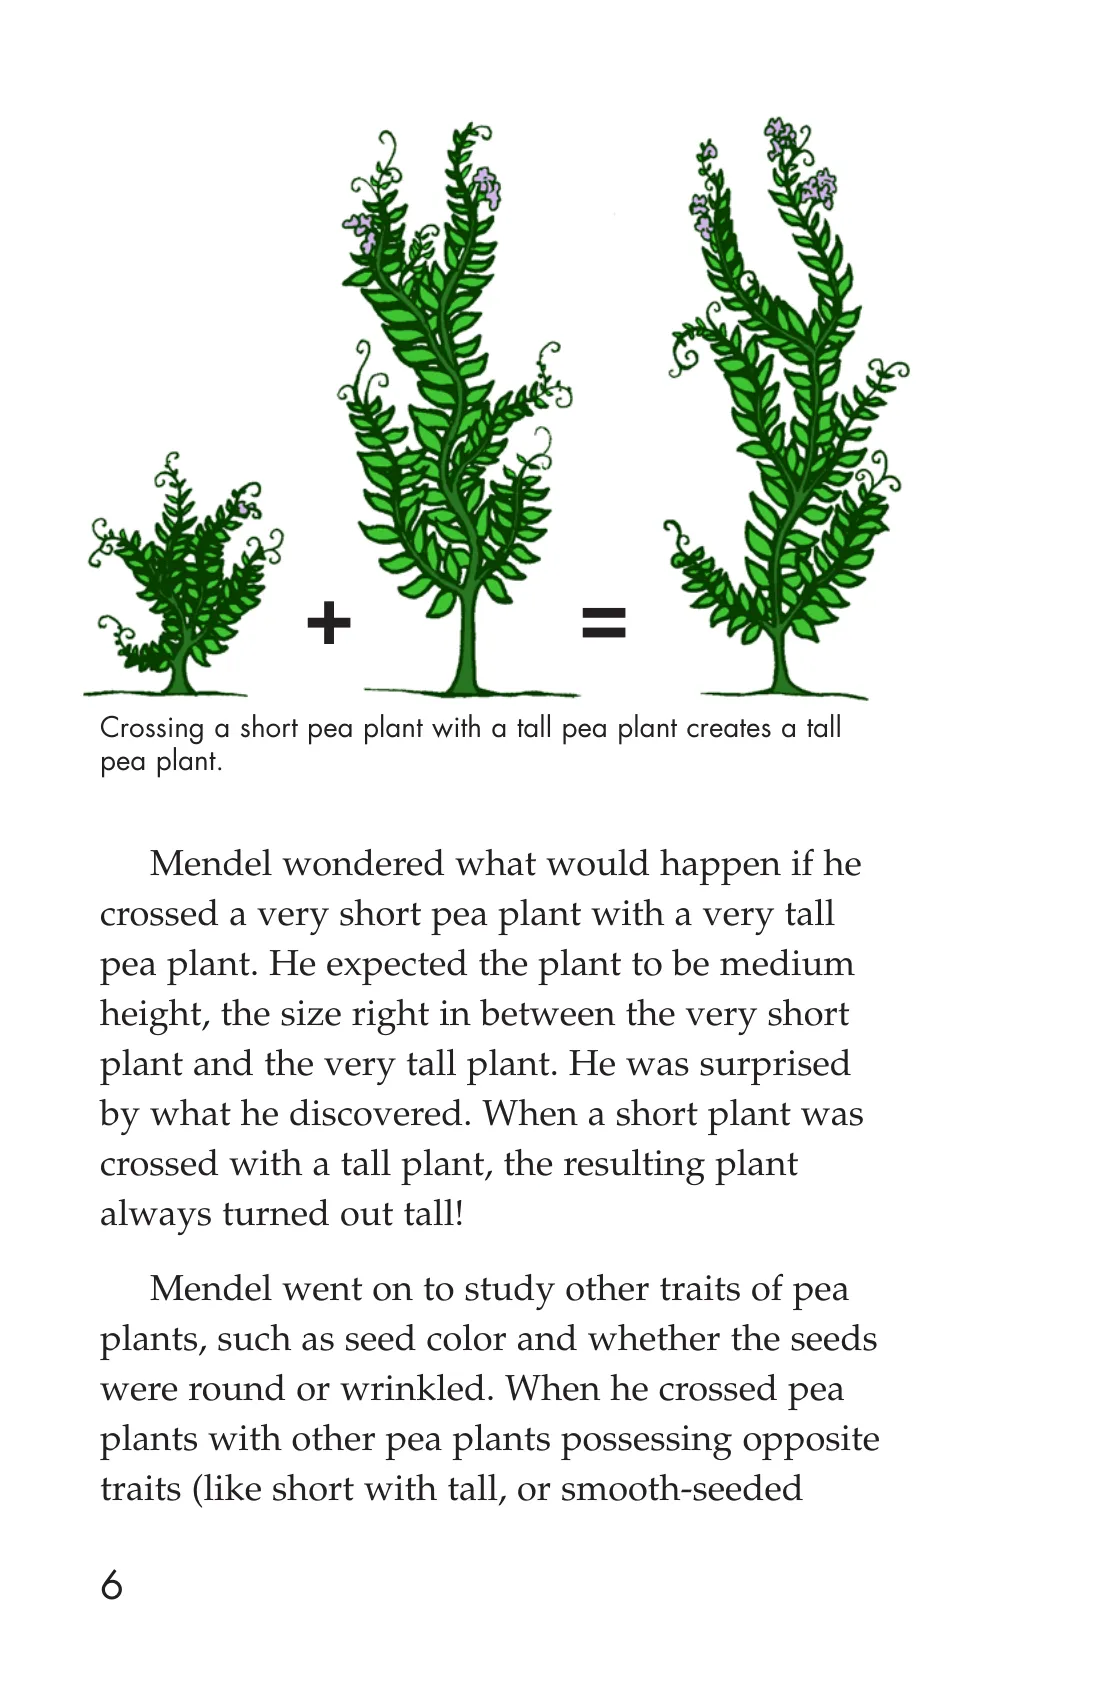 + =
Crossing a short pea plant with a tall pea plant creates a tall
pea plant.
Mendel wondered what would happen if he
crossed a very short pea plant with a very tall
pea plant. He expected the plant to be medium
height, the size right in between the very short
plant and the very tall plant. He was surprised
by what he discovered. When a short plant was
crossed with a tall plant, the resulting plant
always turned out tall!
Mendel went on to study other traits of pea
plants, such as seed color and whether the seeds
were round or wrinkled. When he crossed pea
plants with other pea plants possessing opposite
traits (like short with tall, or smooth-seeded
6